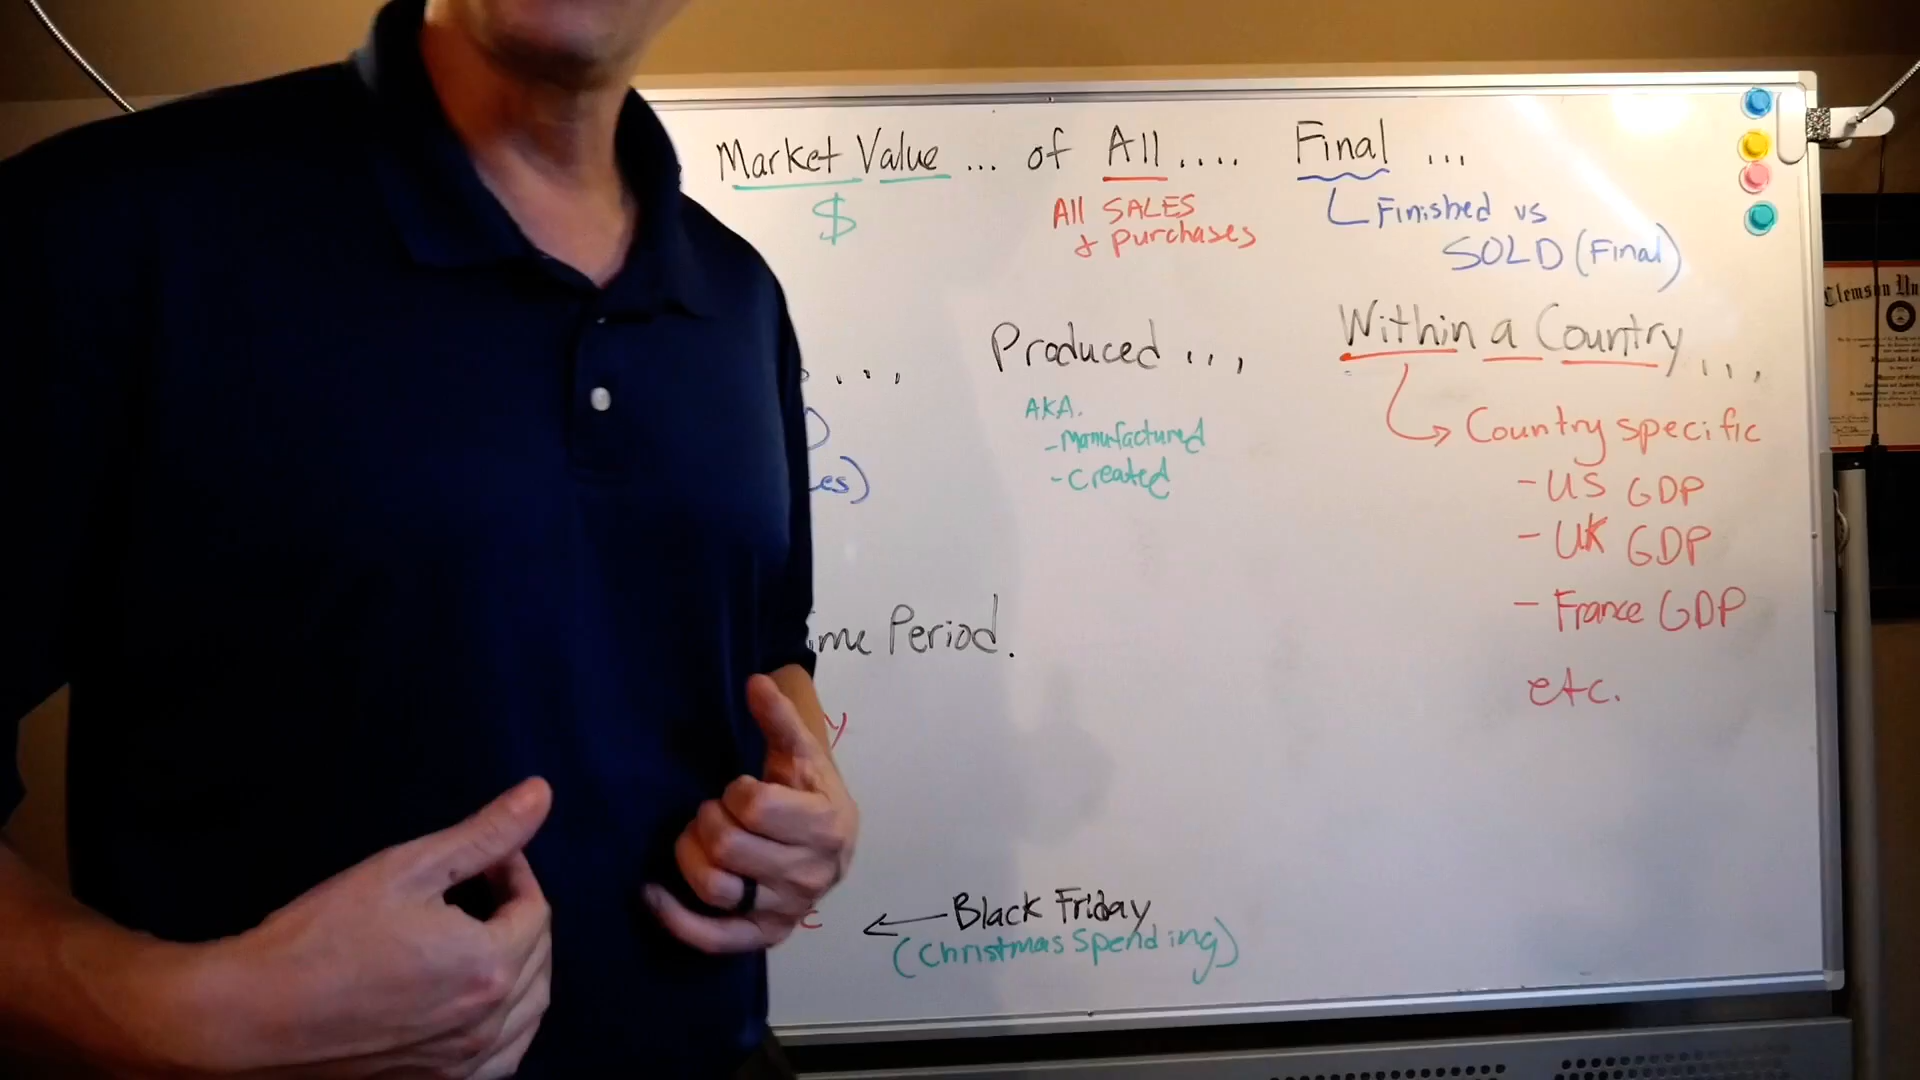 Market Value ... of All .... Final ...
$
All SALES
& Purchases
Finished vs
SOLD (Final)
Produced ...,
Within a Country ...,
AKA.
- Manufactured
- Created
Country specific
- US GDP
- UK GDP
- France GDP
etc.
Period.
← Black Friday
(Christmas Spending)
Clemson